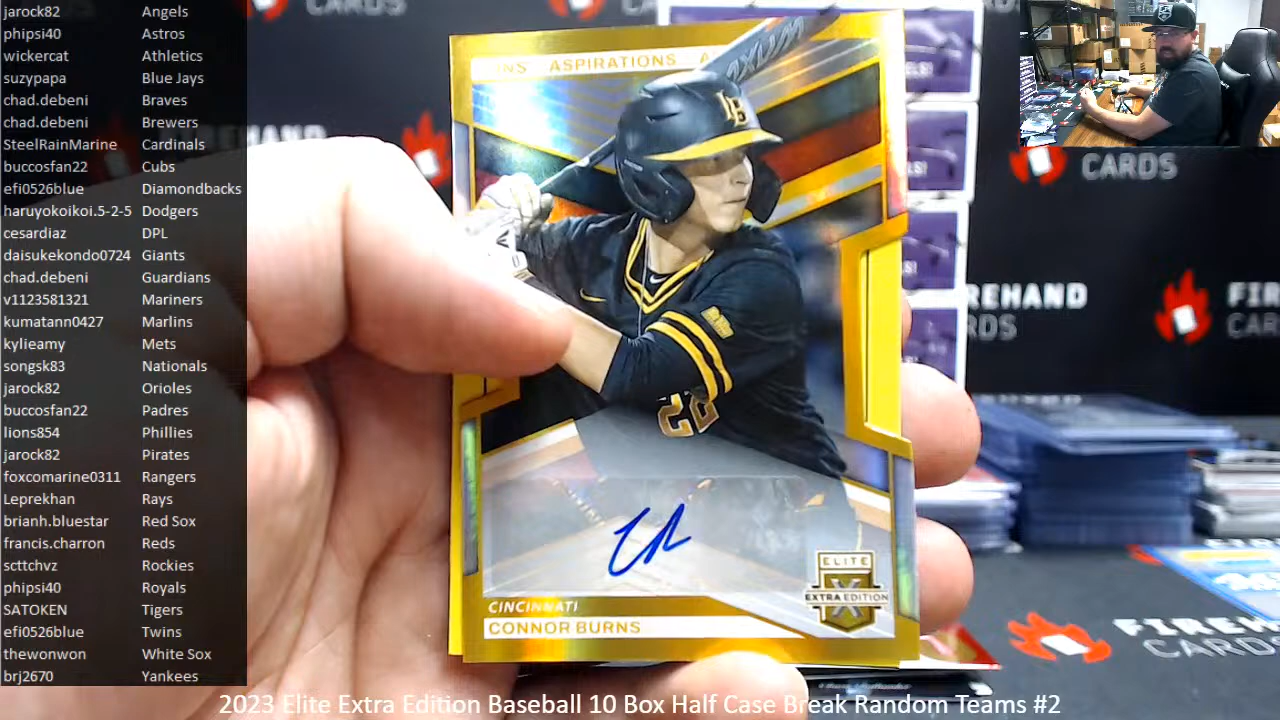 jarock82 Angels
phipsi40 Astros
wickercat Athletics
suzypapa Blue Jays
chad.debeni Braves
chad.debeni Brewers
SteelRainMarine Cardinals
buccosfan22 Cubs
efi0526blue Diamondbacks
haruyokoikoi.5-2-5 Dodgers
cesardiaz DPL
daisukekondo0724 Giants
chad.debeni Guardians
v1123581321 Mariners
kumatann0427 Marlins
kylieamy Mets
songsk83 Nationals
jarock82 Orioles
buccosfan22 Padres
lions854 Phillies
jarock82 Pirates
foxcomarine0311 Rangers
Leprekhan Rays
brianh.bluestar Red Sox
francis.charron Reds
scttchvz Rockies
phipsi40 Royals
SATOKEN Tigers
efi0526blue Twins
thewonwon White Sox
brj2670 Yankees
CARDS
ASPIRATIONS
LB
22
ELITE
EXTRA EDITION
CINCINNATI
CONNOR BURNS
CARDS
FIREHAND
CARDS
2023 Elite Extra Edition Baseball 10 Box Half Case Break Random Teams #2